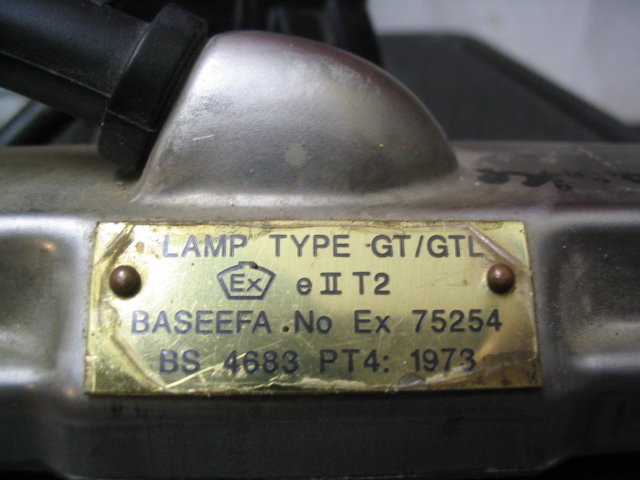 LAMP TYPE GT/GTL
Ex e II T2
BASEEFA .No Ex 75254
BS 4683 PT4: 1973